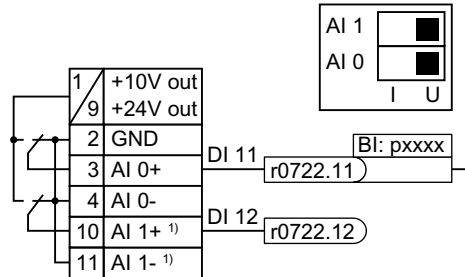 AI 1
AI 0
I U
1 +10V out
9 +24V out
2 GND
3 AI 0+
4 AI 0-
10 AI 1+ 1)
11 AI 1- 1)
DI 11
r0722.11
BI: pxxxx
DI 12
r0722.12